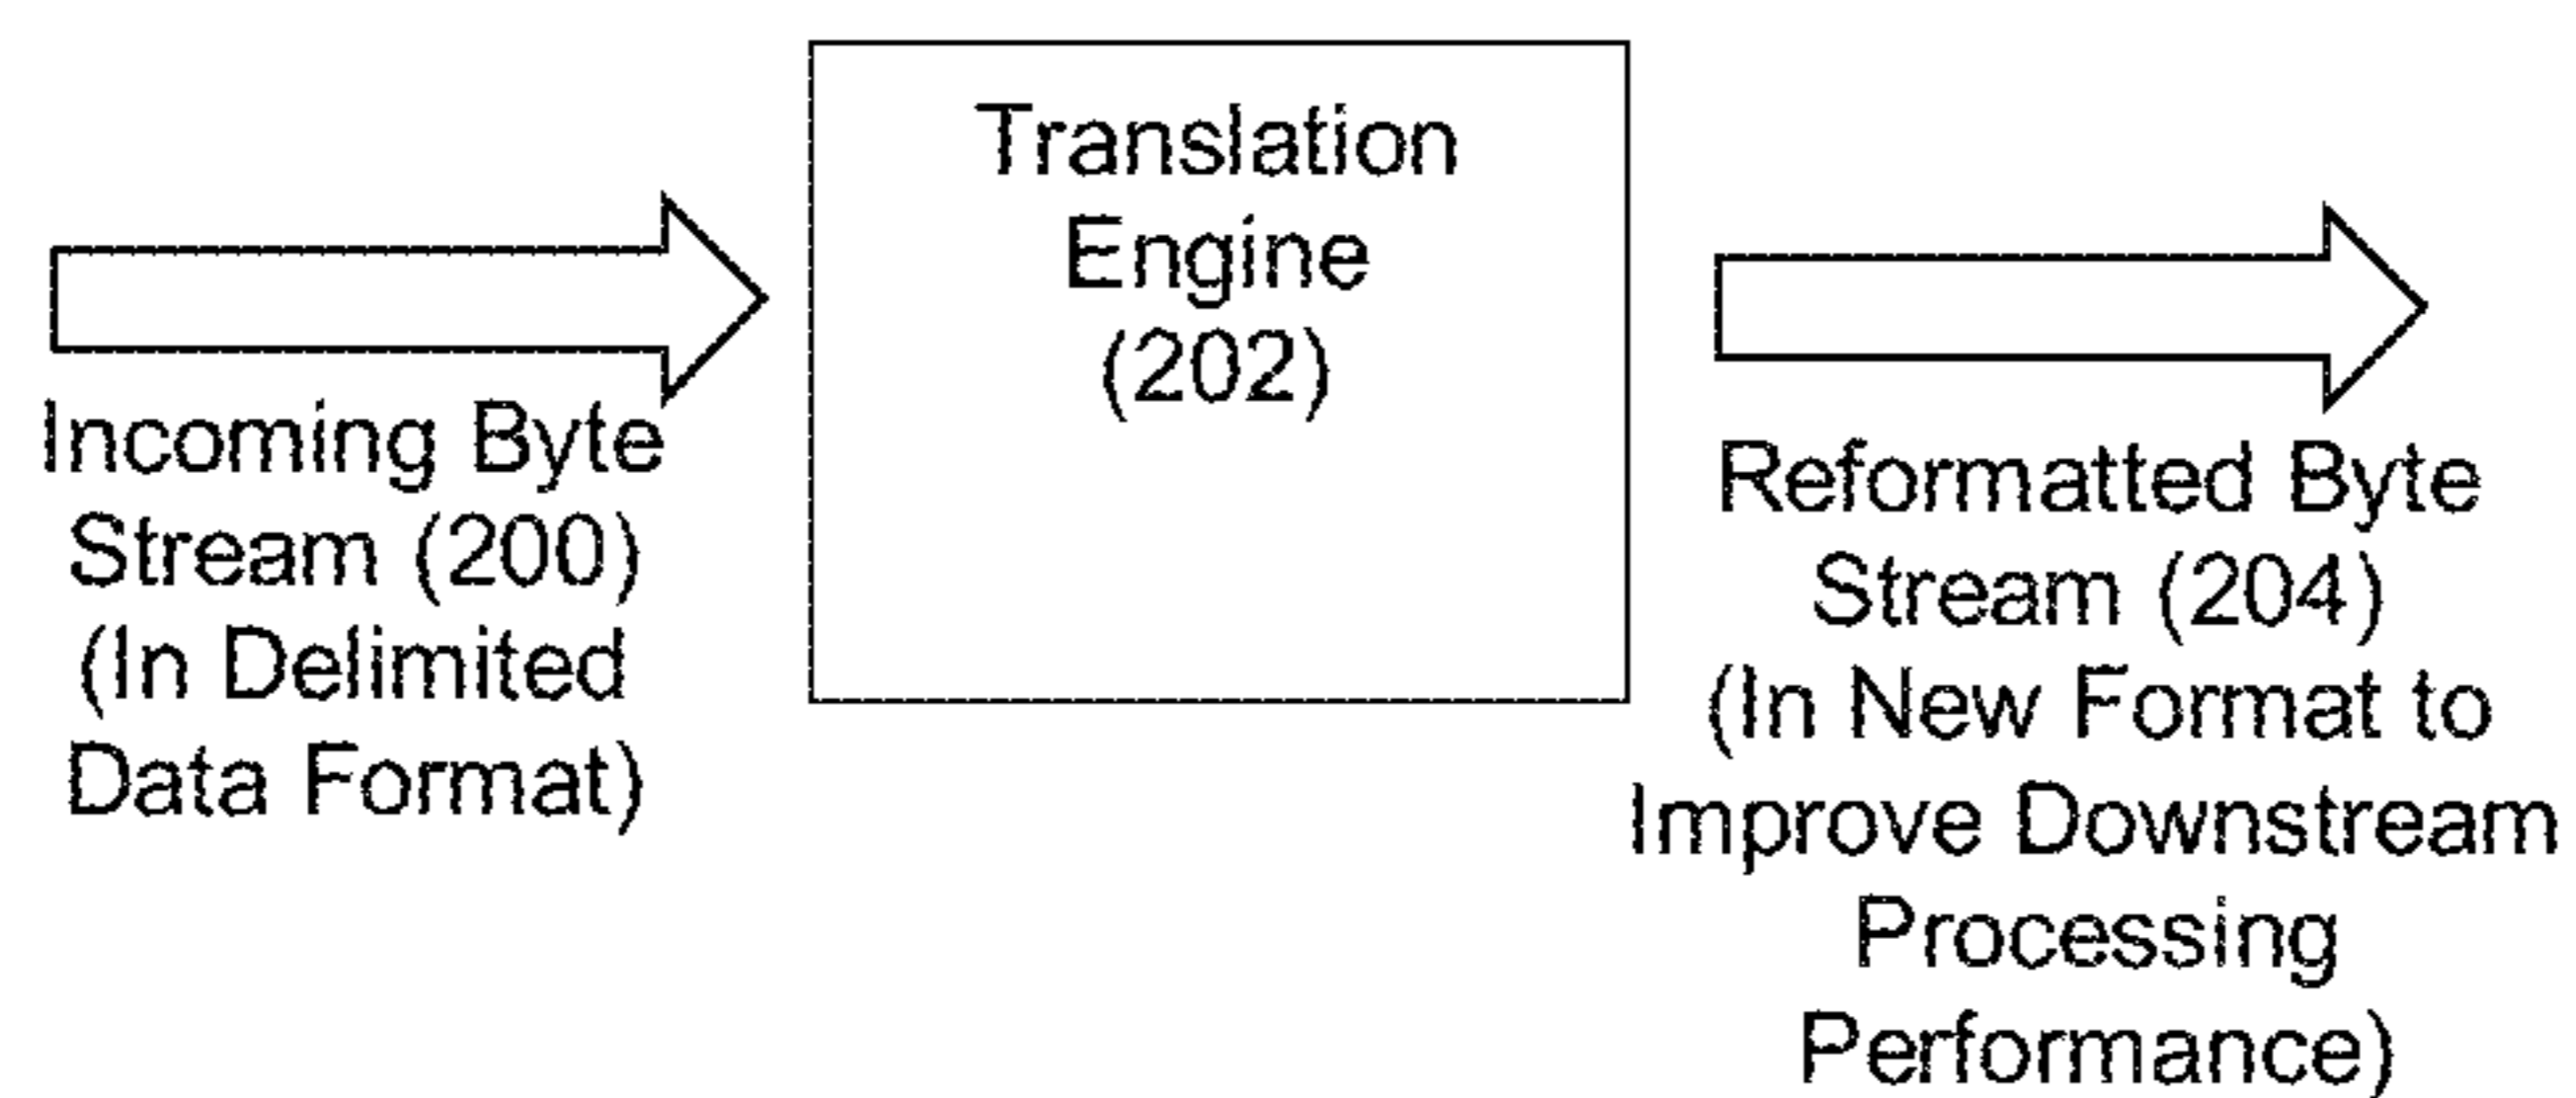 Translation
Engine
(202)
Incoming Byte
Stream (200)
(In Delimited
Data Format)
Reformatted Byte
Stream (204)
(In New Format to
Improve Downstream
Processing
Performance)